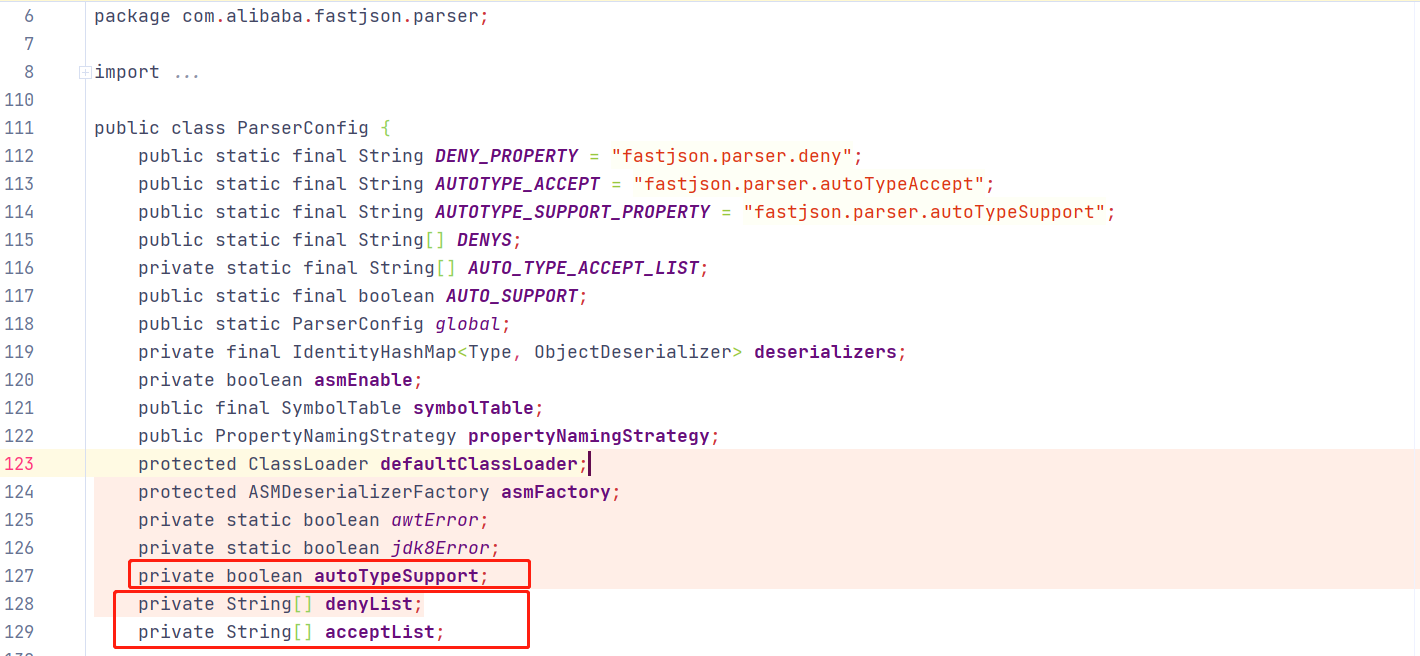 6 package com.alibaba.fastjson.parser;
7
8 import ...
110
111 public class ParserConfig {
112 public static final String DENY_PROPERTY = "fastjson.parser.deny";
113 public static final String AUTOTYPE_ACCEPT = "fastjson.parser.autoTypeAccept";
114 public static final String AUTOTYPE_SUPPORT_PROPERTY = "fastjson.parser.autoTypeSupport";
115 public static final String[] DENYS;
116 private static final String[] AUTO_TYPE_ACCEPT_LIST;
117 public static final boolean AUTO_SUPPORT;
118 public static ParserConfig global;
119 private final IdentityHashMap<Type, ObjectDeserializer> deserializers;
120 private boolean asmEnable;
121 public final SymbolTable symbolTable;
122 public PropertyNamingStrategy propertyNamingStrategy;
123 protected ClassLoader defaultClassLoader;
124 protected ASMDeserializerFactory asmFactory;
125 private static boolean awtError;
126 private static boolean jdk8Error;
127 private boolean autoTypeSupport;
128 private String[] denyList;
129 private String[] acceptList;